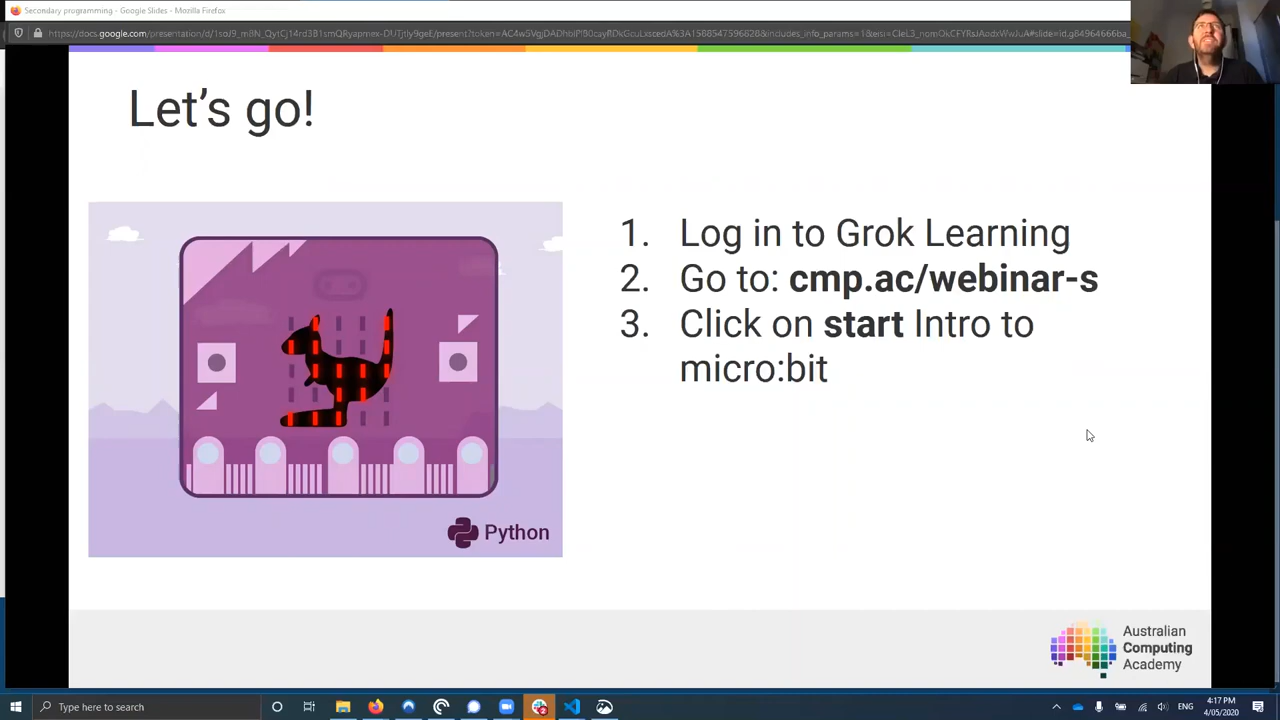 Secondary programming - Google Slides - Mozilla Firefox
Let's go!
1. Log in to Grok Learning
2. Go to: cmp.ac/webinar-s
3. Click on start Intro to
micro:bit
Python
Australian
Computing
Academy
Type here to search
ENG
4:17 PM
4/05/2020